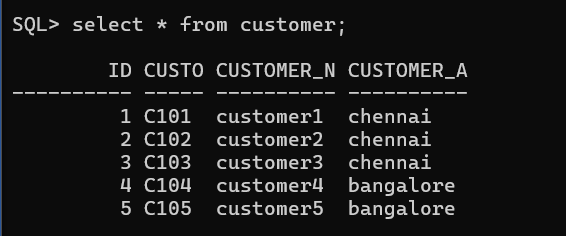 SQL> select * from customer;
ID CUSTO CUSTOMER_N CUSTOMER_A
---------- ----- ---------- ----------
1 C101 customer1 chennai
2 C102 customer2 chennai
3 C103 customer3 chennai
4 C104 customer4 bangalore
5 C105 customer5 bangalore